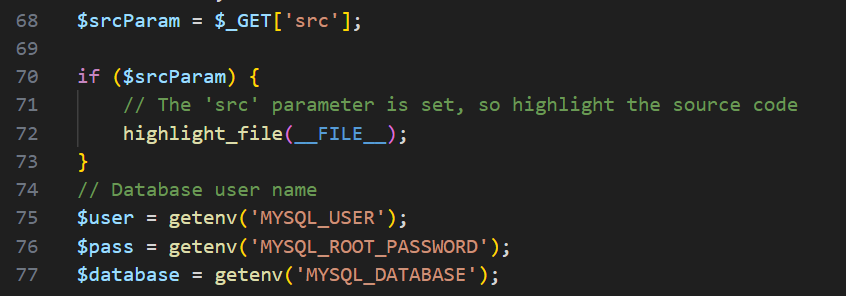 68 $srcParam = $_GET['src'];
69
70 if ($srcParam) {
71     // The 'src' parameter is set, so highlight the source code
72     highlight_file(__FILE__);
73 }
74 // Database user name
75 $user = getenv('MYSQL_USER');
76 $pass = getenv('MYSQL_ROOT_PASSWORD');
77 $database = getenv('MYSQL_DATABASE');